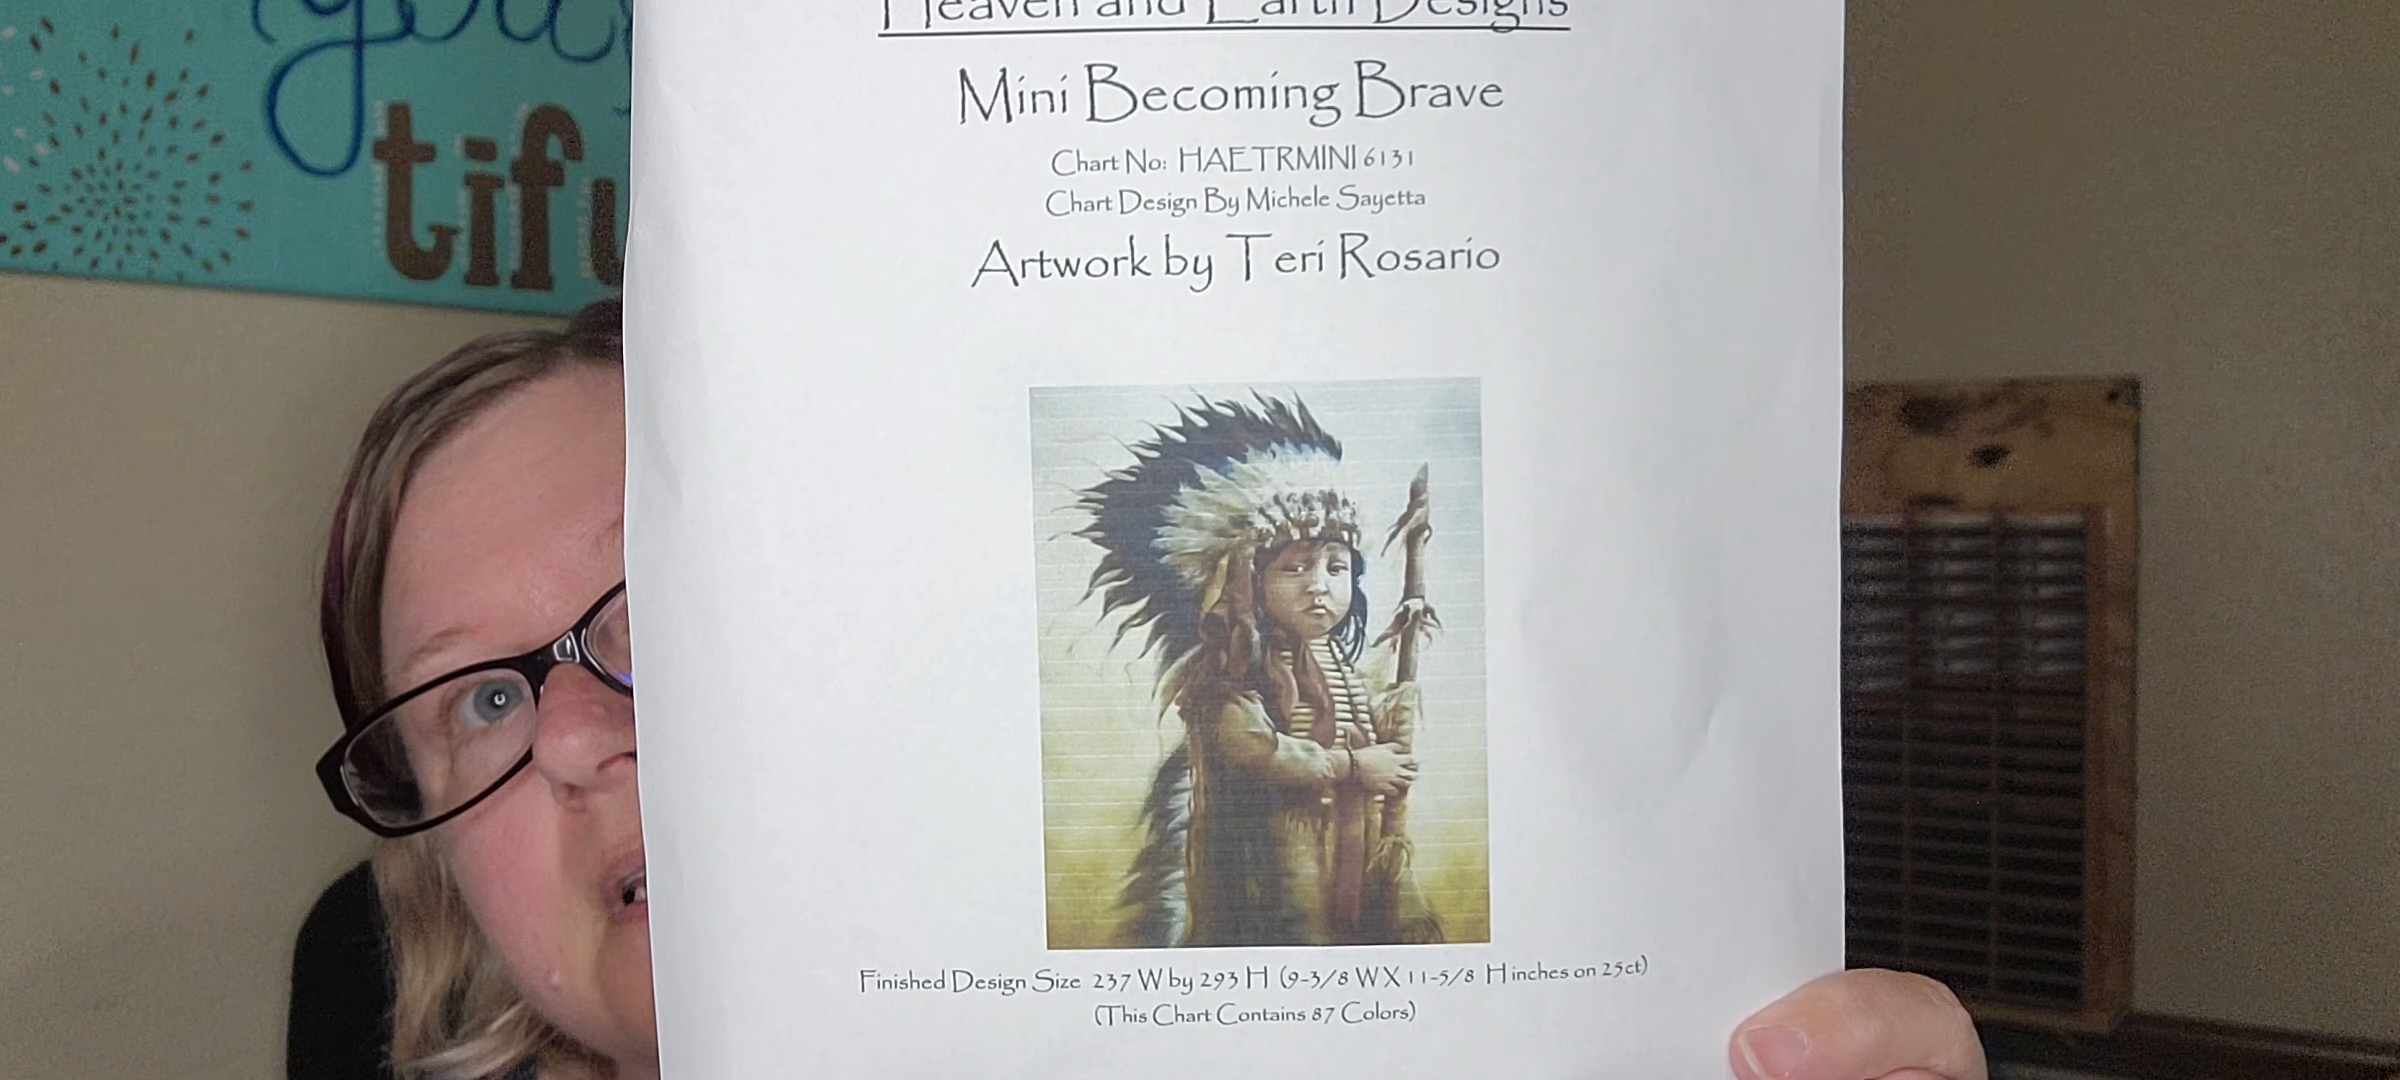 tifu
Heaven and Earth Designs
Mini Becoming Brave
Chart No: HAETRMINI 6131
Chart Design By Michele Sayetta
Artwork by Teri Rosario
Finished Design Size 237 W by 293 H (9-3/8 W X 11-5/8 H inches on 25ct)
(This Chart Contains 87 Colors)